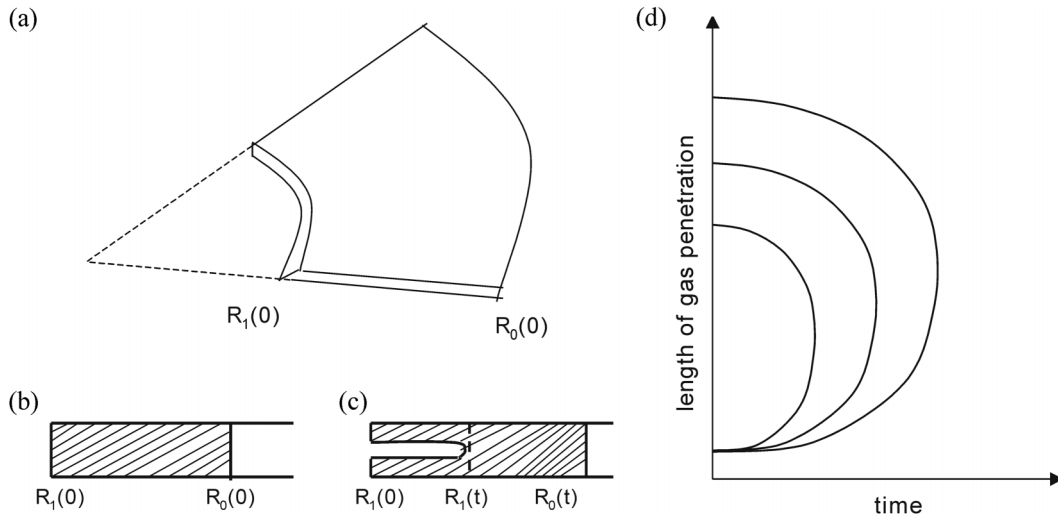 (a)
R₁(0)
R₀(0)
(b)
R₁(0) R₀(0)
(c)
R₁(0) R₁(t) R₀(t)
(d)
length of gas penetration
time